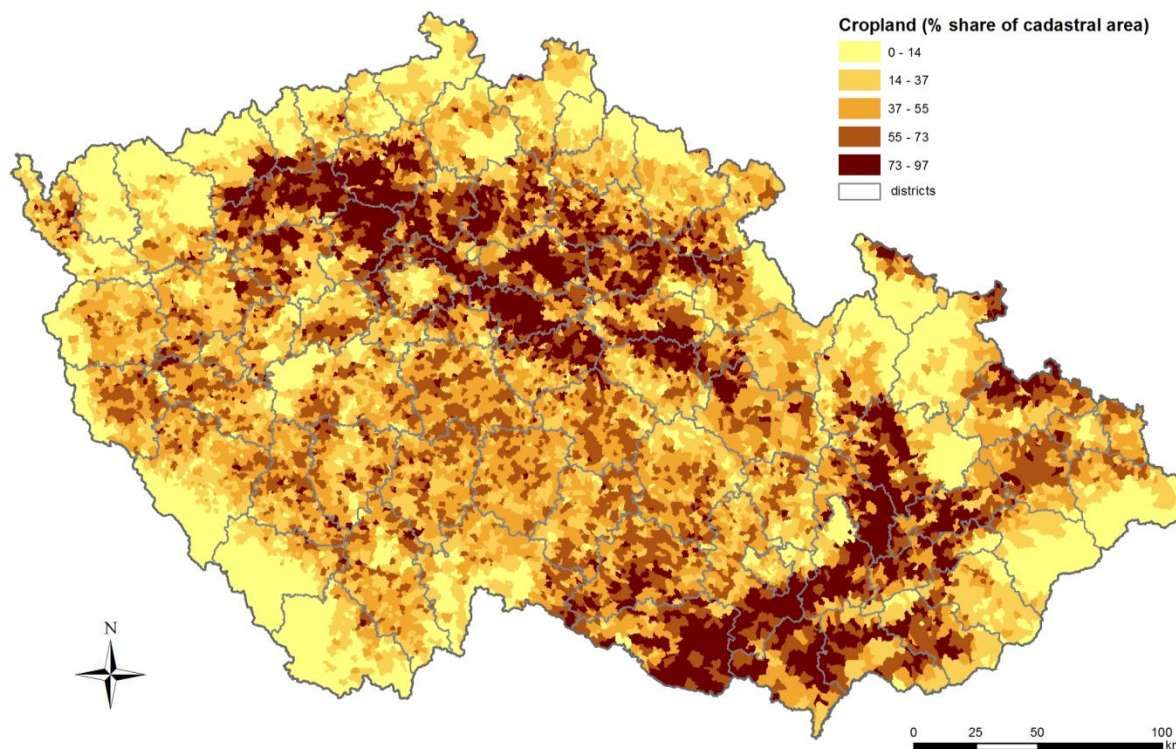 Cropland (% share of cadastral area)
0 - 14
14 - 37
37 - 55
55 - 73
73 - 97
districts
N
0 25 50 100
km